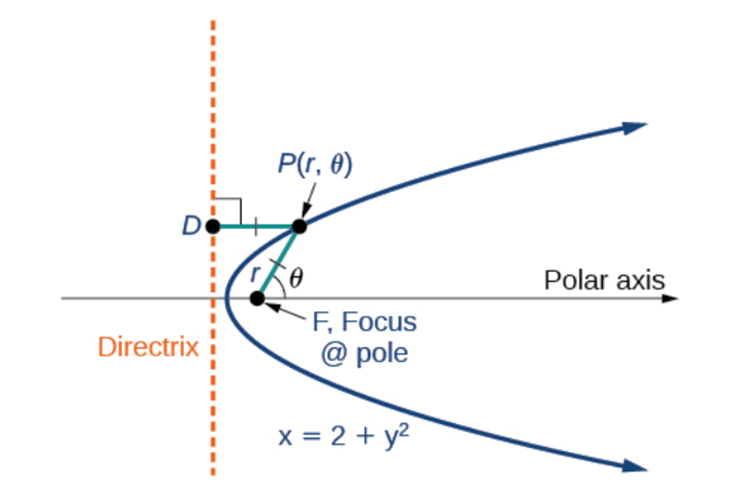 P(r, θ)
D
r
θ
Polar axis
F, Focus
@ pole
Directrix
x = 2 + y²